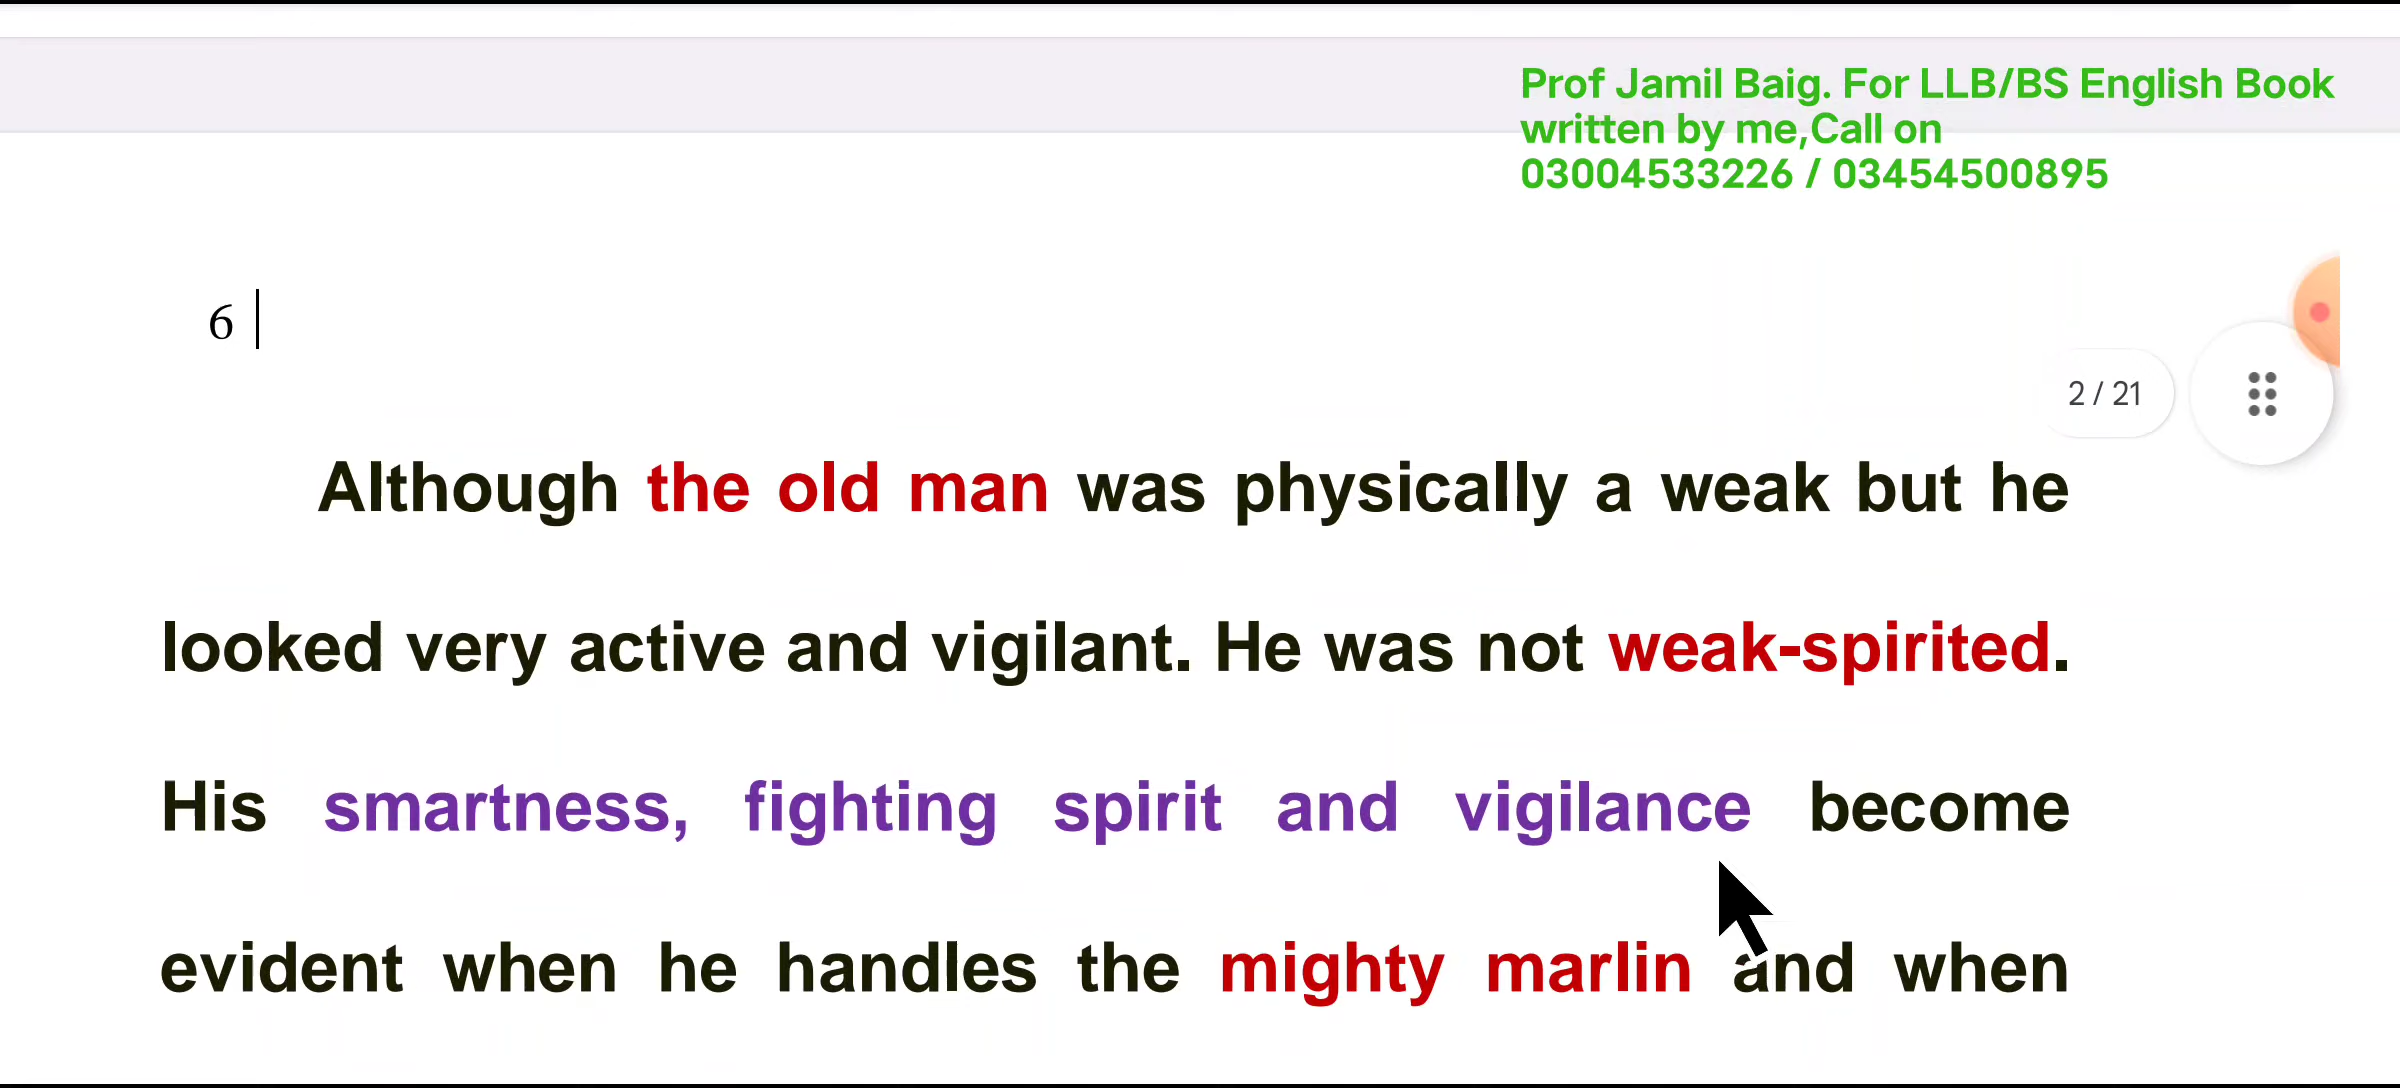 Prof Jamil Baig. For LLB/BS English Book
written by me,Call on
03004533226 / 03454500895
6 |
2 / 21
Although the old man was physically a weak but he
looked very active and vigilant. He was not weak-spirited.
His smartness, fighting spirit and vigilance become
evident when he handles the mighty marlin and when